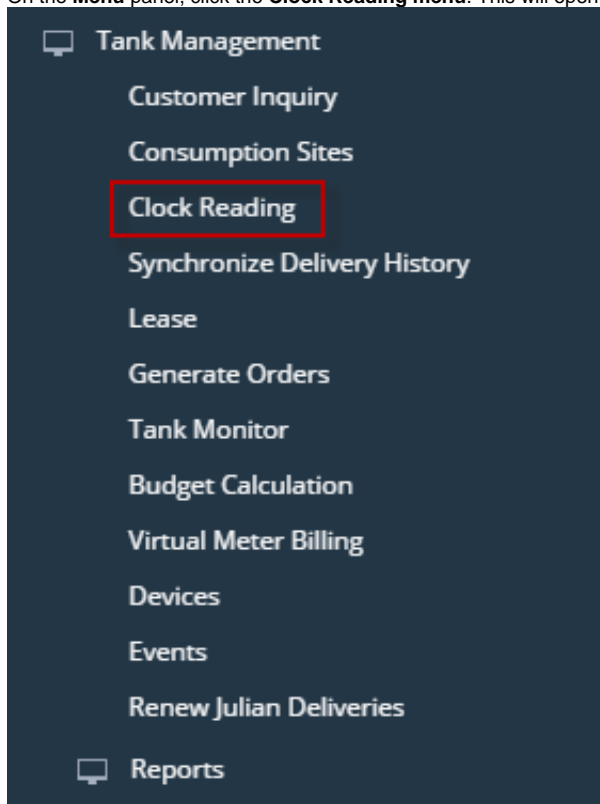 On the Menu panel, click the Clock Reading menu. This will open
Tank Management
Customer Inquiry
Consumption Sites
Clock Reading
Synchronize Delivery History
Lease
Generate Orders
Tank Monitor
Budget Calculation
Virtual Meter Billing
Devices
Events
Renew Julian Deliveries
Reports